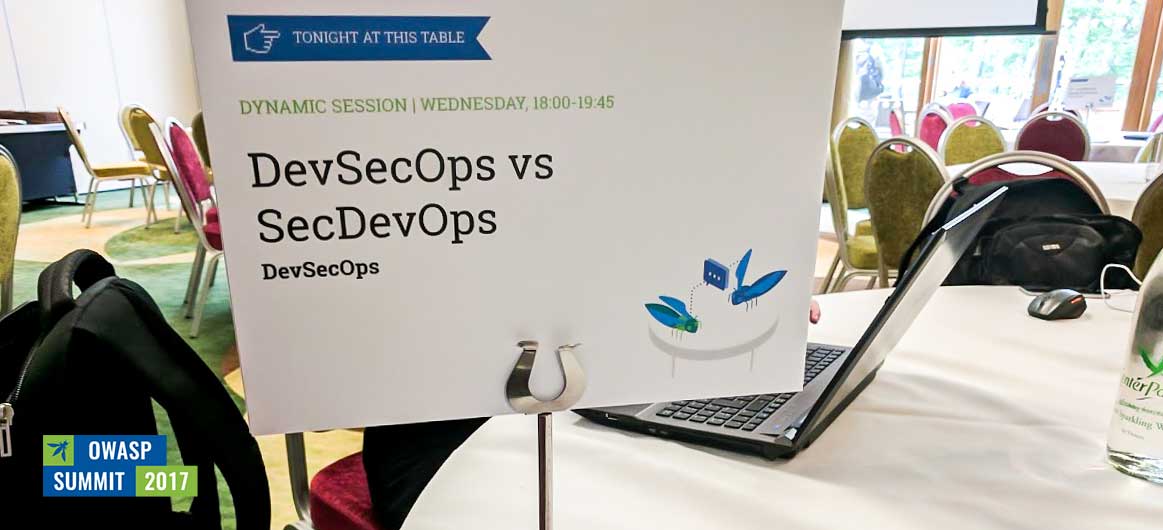 TONIGHT AT THIS TABLE
DYNAMIC SESSION | WEDNESDAY, 18:00-19:45
DevSecOps vs
SecDevOps
DevSecOps
OWASP
SUMMIT 2017